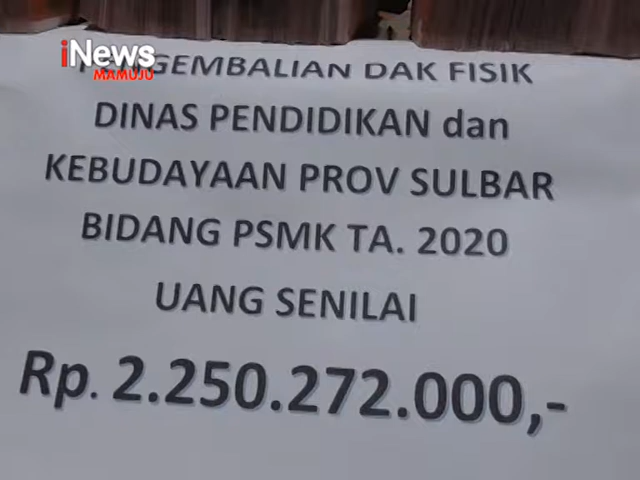 iNews
MAMUJU
PENGEMBALIAN DAK FISIK
DINAS PENDIDIKAN dan
KEBUDAYAAN PROV SULBAR
BIDANG PSMK TA. 2020
UANG SENILAI
Rp. 2.250.272.000,-